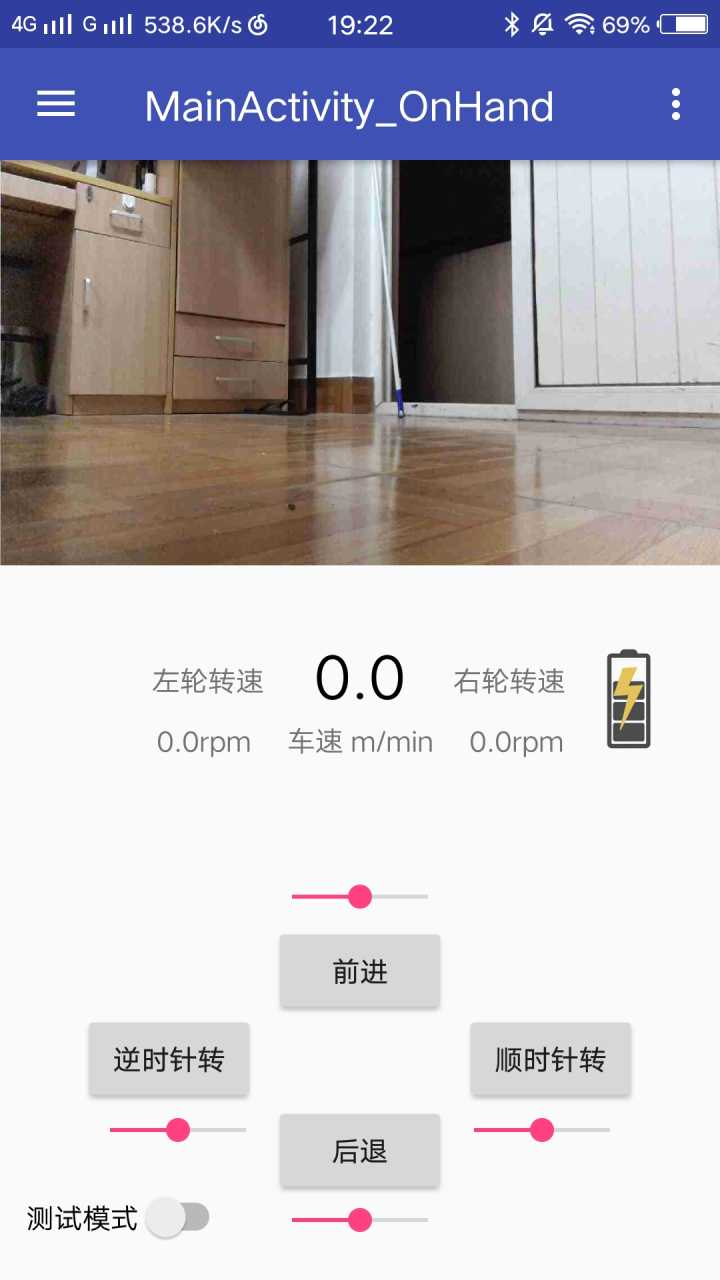 4G G 538.6K/s 19:22 69%
MainActivity_OnHand
左轮转速 0.0 右轮转速
0.0rpm 车速 m/min 0.0rpm
前进
逆时针转 顺时针转
后退
测试模式